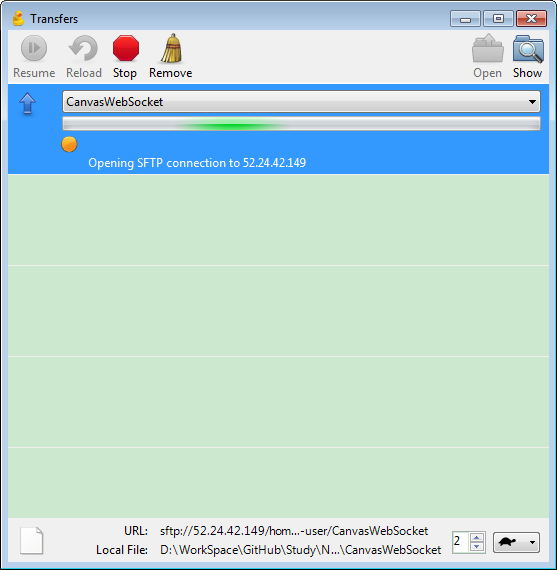 Transfers
Resume Reload Stop Remove Open Show
CanvasWebSocket
Opening SFTP connection to 52.24.42.149
URL: sftp://52.24.42.149/hom...-user/CanvasWebSocket
Local File: D:\WorkSpace\GitHub\Study\N...\CanvasWebSocket
2